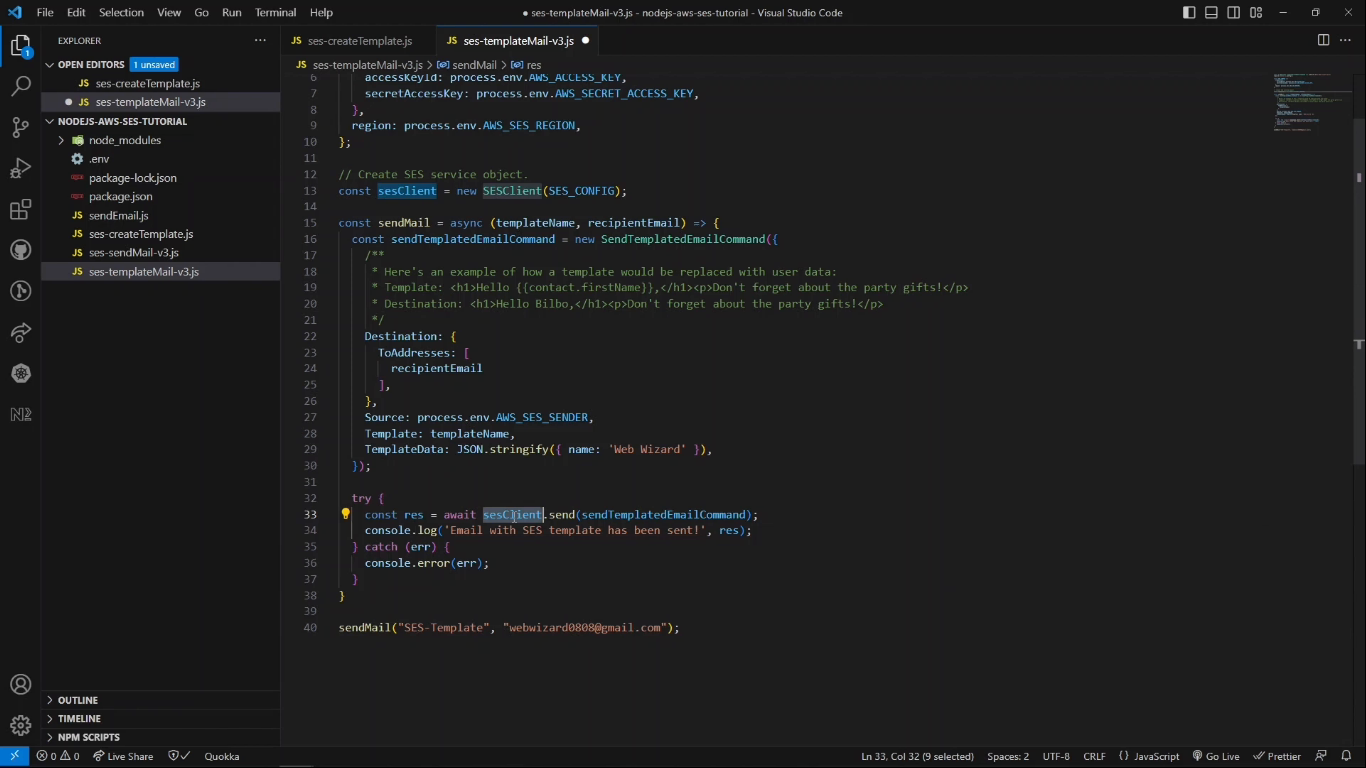 File Edit Selection View Go Run Terminal Help
● ses-templateMail-v3.js - nodejs-aws-ses-tutorial - Visual Studio Code
EXPLORER
OPEN EDITORS 1 unsaved
JS ses-createTemplate.js
● JS ses-templateMail-v3.js
NODEJS-AWS-SES-TUTORIAL
node_modules
.env
package-lock.json
package.json
JS sendEmail.js
JS ses-createTemplate.js
JS ses-sendMail-v3.js
JS ses-templateMail-v3.js
OUTLINE
TIMELINE
NPM SCRIPTS
JS ses-createTemplate.js
JS ses-templateMail-v3.js ●
JS ses-templateMail-v3.js > sendMail > res
6 accessKeyId: process.env.AWS_ACCESS_KEY,
7 secretAccessKey: process.env.AWS_SECRET_ACCESS_KEY,
8 },
9 region: process.env.AWS_SES_REGION,
10 };
11
12 // Create SES service object.
13 const sesClient = new SESClient(SES_CONFIG);
14
15 const sendMail = async (templateName, recipientEmail) => {
16 const sendTemplatedEmailCommand = new SendTemplatedEmailCommand({
17 /**
18 * Here's an example of how a template would be replaced with user data:
19 * Template: <h1>Hello {{contact.firstName}},</h1><p>Don't forget about the party gifts!</p>
20 * Destination: <h1>Hello Bilbo,</h1><p>Don't forget about the party gifts!</p>
21 */
22 Destination: {
23 ToAddresses: [
24 recipientEmail
25 ],
26 },
27 Source: process.env.AWS_SES_SENDER,
28 Template: templateName,
29 TemplateData: JSON.stringify({ name: 'Web Wizard' }),
30 });
31
32 try {
33 const res = await sesClient.send(sendTemplatedEmailCommand);
34 console.log('Email with SES template has been sent!', res);
35 } catch (err) {
36 console.error(err);
37 }
38 }
39
40 sendMail("SES-Template", "webwizard0808@gmail.com");
0 0 Live Share Quokka Ln 33, Col 32 (9 selected) Spaces: 2 UTF-8 CRLF {} JavaScript Go Live Prettier